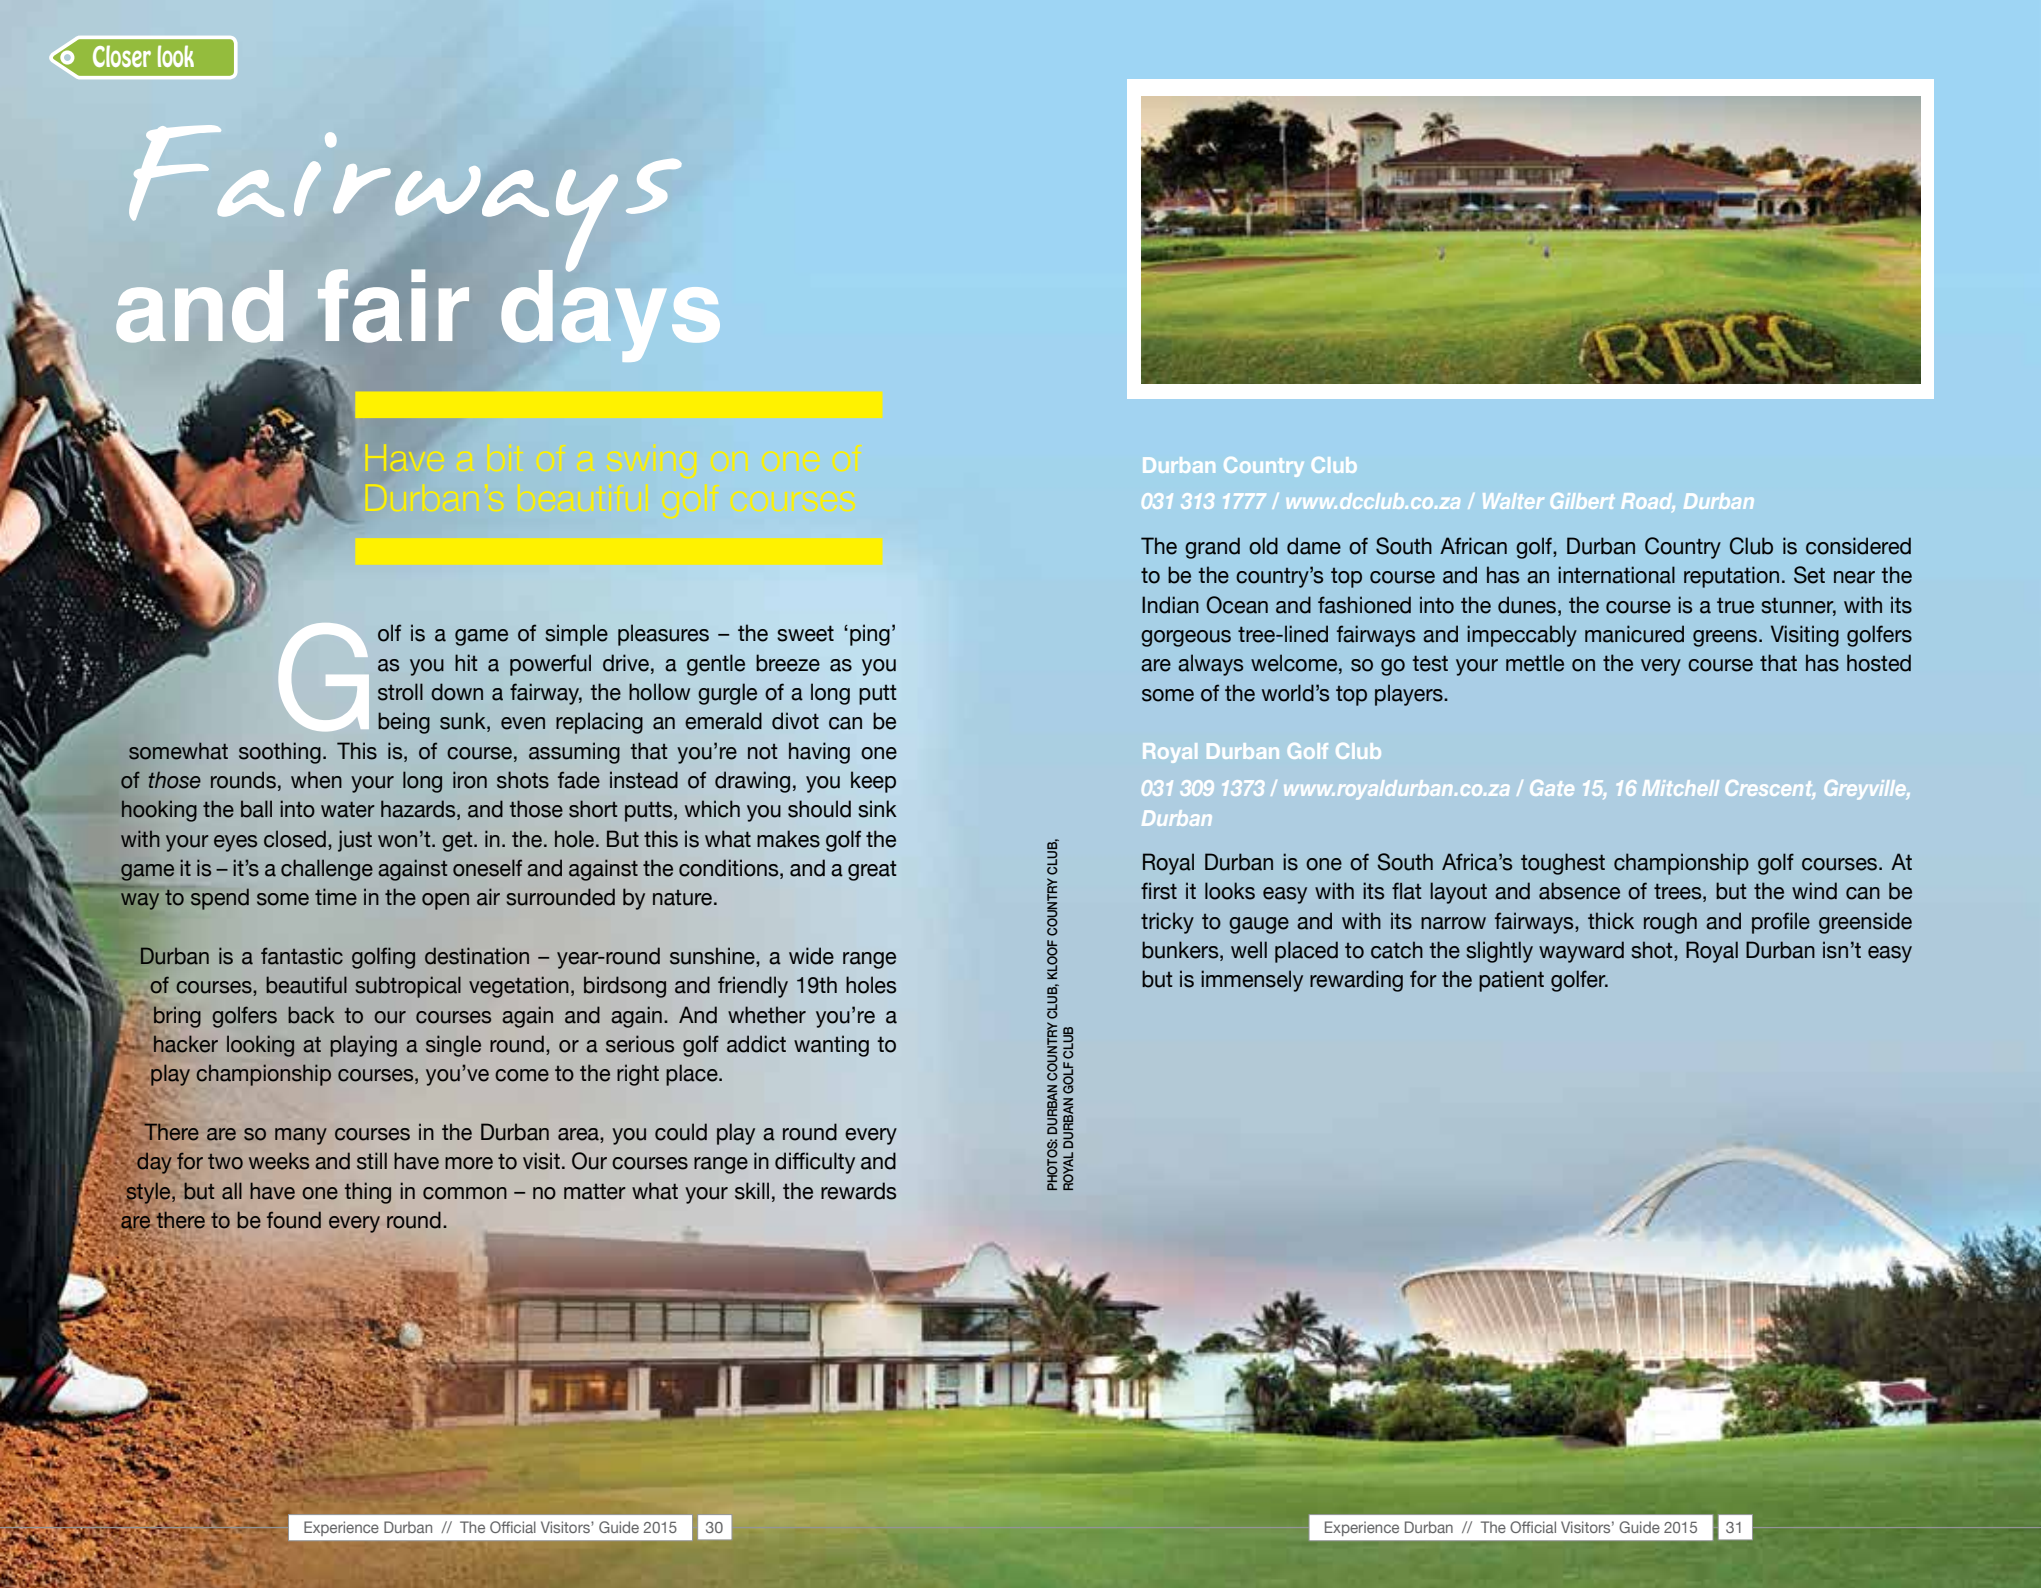 Closer look
Fairways
and fair days
Have a bit of a swing on one of
Durban's beautiful golf courses
Golf is a game of simple pleasures – the sweet 'ping'
as you hit a powerful drive, a gentle breeze as you
stroll down a fairway, the hollow gurgle of a long putt
being sunk, even replacing an emerald divot can be
somewhat soothing. This is, of course, assuming that you're not having one
of those rounds, when your long iron shots fade instead of drawing, you keep
hooking the ball into water hazards, and those short putts, which you should sink
with your eyes closed, just won't. get. in. the. hole. But this is what makes golf the
game it is – it's a challenge against oneself and against the conditions, and a great
way to spend some time in the open air surrounded by nature.
Durban is a fantastic golfing destination – year-round sunshine, a wide range
of courses, beautiful subtropical vegetation, birdsong and friendly 19th holes
bring golfers back to our courses again and again. And whether you're a
hacker looking at playing a single round, or a serious golf addict wanting to
play championship courses, you've come to the right place.
There are so many courses in the Durban area, you could play a round every
day for two weeks and still have more to visit. Our courses range in difficulty and
style, but all have one thing in common – no matter what your skill, the rewards
are there to be found every round.
R11
Experience Durban // The Official Visitors' Guide 2015 30
PHOTOS: DURBAN COUNTRY CLUB, KLOOF COUNTRY CLUB,
ROYAL DURBAN GOLF CLUB
RDGC
Durban Country Club
031 313 1777 / www.dcclub.co.za / Walter Gilbert Road, Durban
The grand old dame of South African golf, Durban Country Club is considered
to be the country's top course and has an international reputation. Set near the
Indian Ocean and fashioned into the dunes, the course is a true stunner, with its
gorgeous tree-lined fairways and impeccably manicured greens. Visiting golfers
are always welcome, so go test your mettle on the very course that has hosted
some of the world's top players.
Royal Durban Golf Club
031 309 1373 / www.royaldurban.co.za / Gate 15, 16 Mitchell Crescent, Greyville,
Durban
Royal Durban is one of South Africa's toughest championship golf courses. At
first it looks easy with its flat layout and absence of trees, but the wind can be
tricky to gauge and with its narrow fairways, thick rough and profile greenside
bunkers, well placed to catch the slightly wayward shot, Royal Durban isn't easy
but is immensely rewarding for the patient golfer.
Experience Durban // The Official Visitors' Guide 2015 31